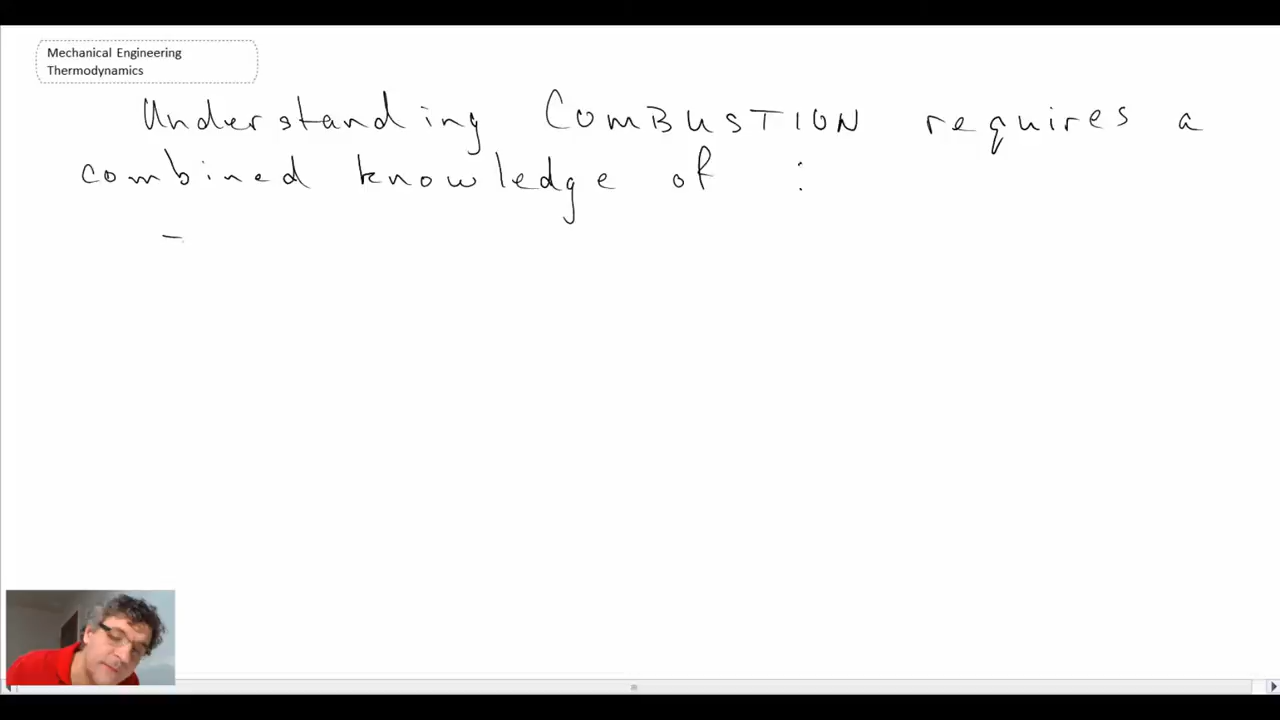 Mechanical Engineering
Thermodynamics
Understanding COMBUSTION requires a
combined knowledge of :
-